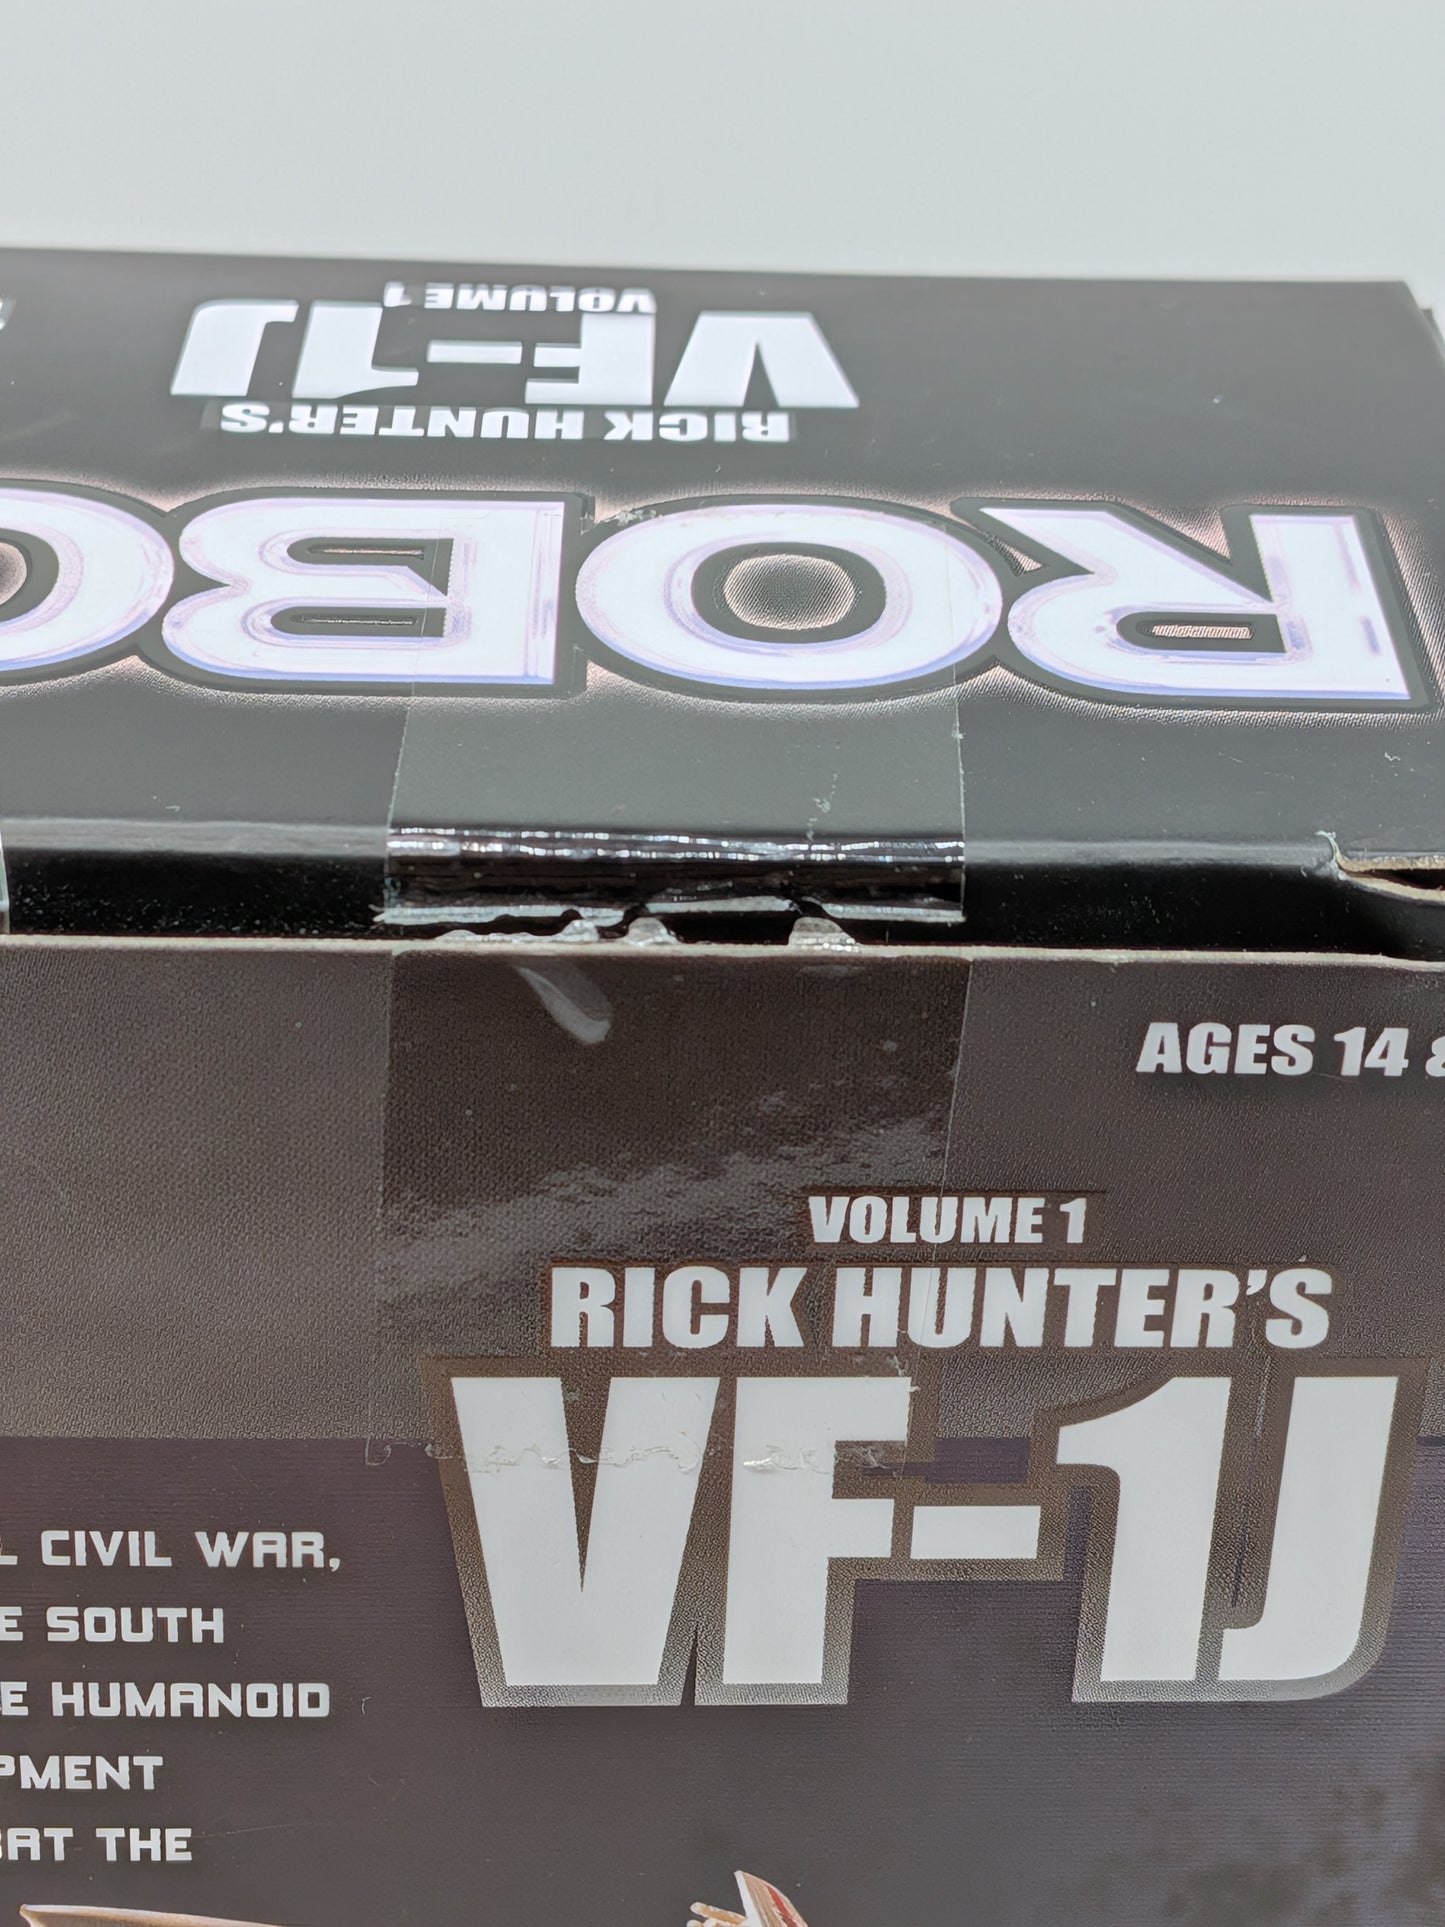 VOLUME 1
VF-1J
RICK HUNTER'S
ROBO
AGES 14 &
VOLUME 1
RICK HUNTER'S
VF-1J
CIVIL WAR,
SOUTH
HUMANOID
PMENT
THE